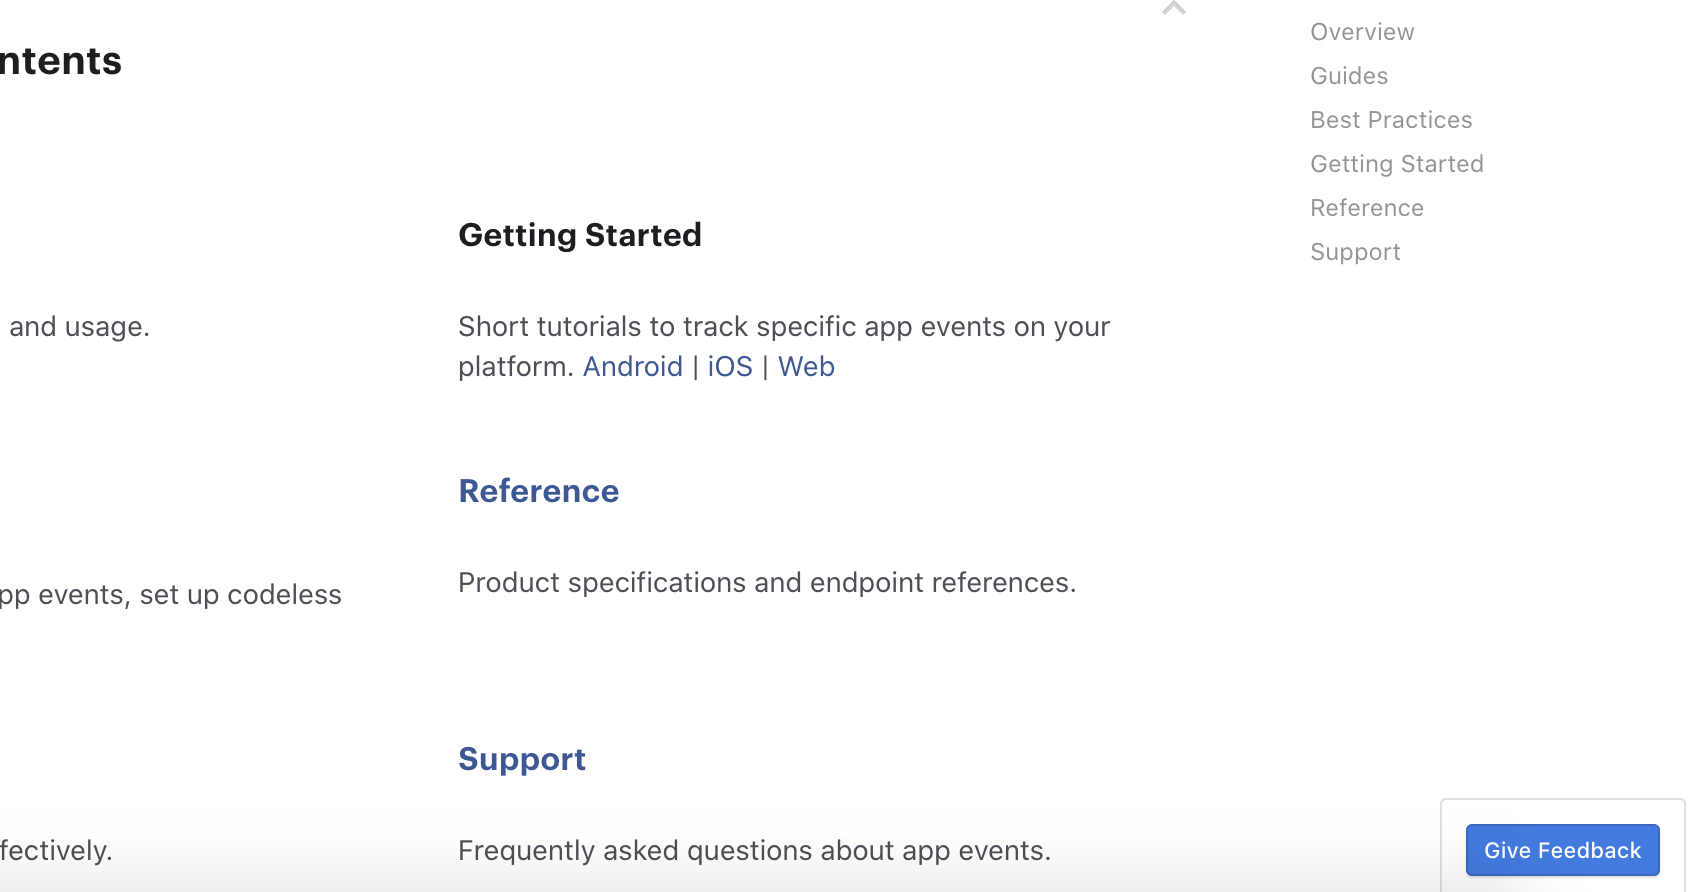 ntents
and usage.
pp events, set up codeless
fectively.
Getting Started
Short tutorials to track specific app events on your
platform. Android | iOS | Web
Reference
Product specifications and endpoint references.
Support
Frequently asked questions about app events.
Overview
Guides
Best Practices
Getting Started
Reference
Support
Give Feedback